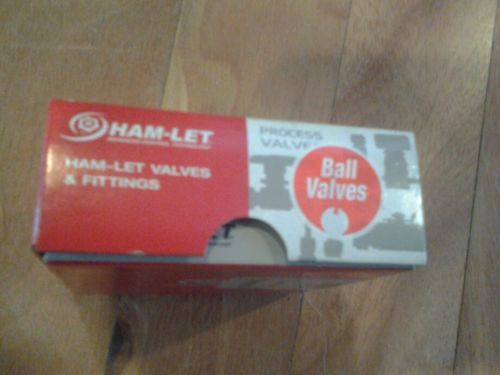 HAM-LET
HAM-LET VALVES
& FITTINGS
PROCESS
VALVE
Ball
Valves